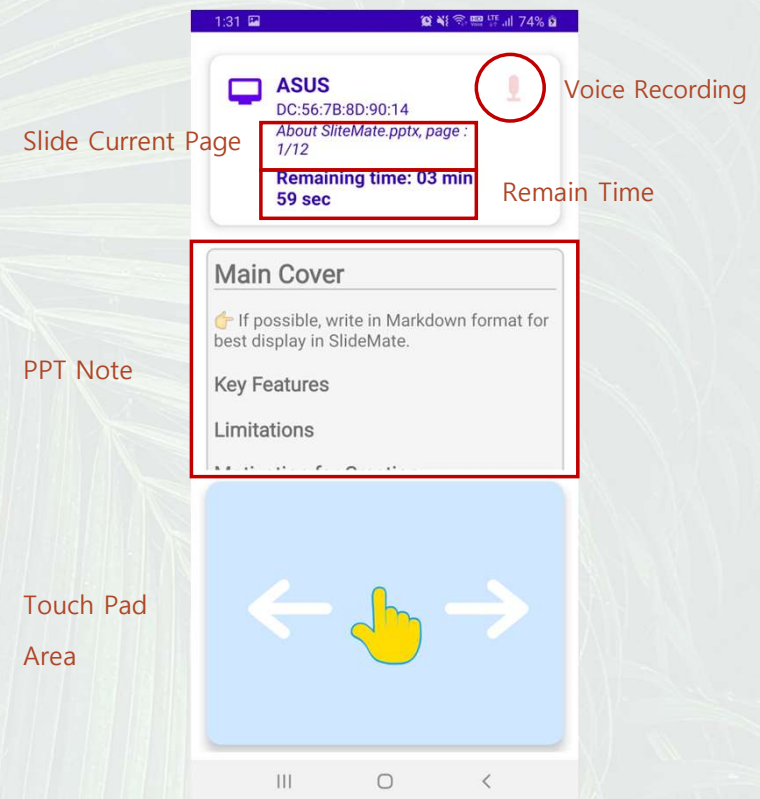 1:31 LTE 74%
ASUS
Voice Recording
DC:56:7B:8D:90:14
Slide Current Page
About SliteMate.pptx, page :
1/12
Remaining time: 03 min
59 sec
Remain Time
Main Cover
👉 If possible, write in Markdown format for
best display in SlideMate.
PPT Note
Key Features
Limitations
Touch Pad
Area